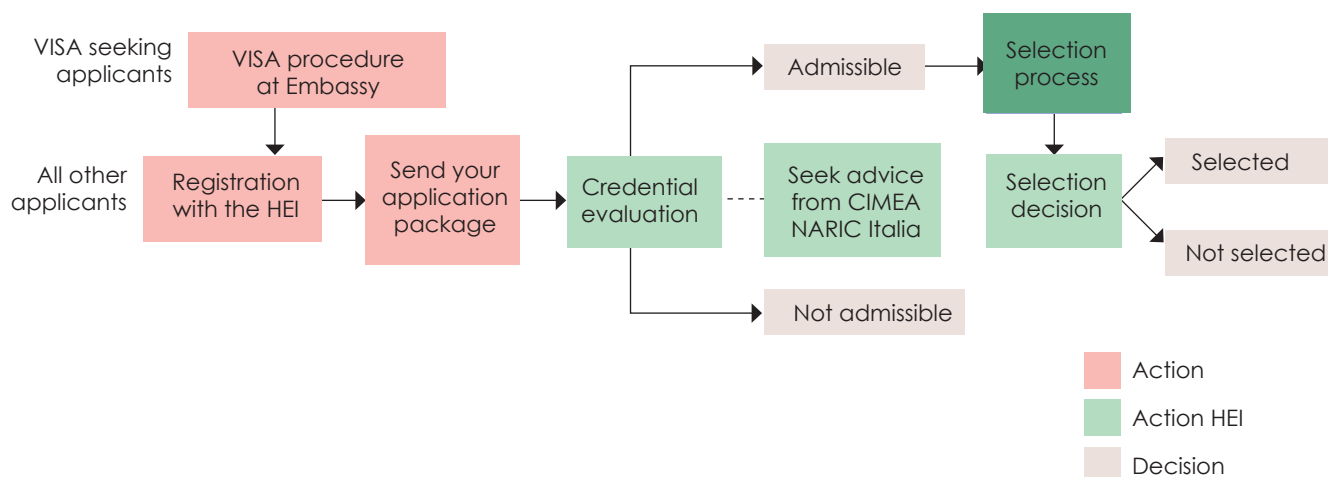 VISA seeking
applicants
VISA procedure
at Embassy
Admissible
Selection
process
All other
applicants
Registration
with the HEI
Send your
application
package
Credential
evaluation
Seek advice
from CIMEA
NARIC Italia
Selection
decision
Selected
Not selected
Not admissible
Action
Action HEI
Decision